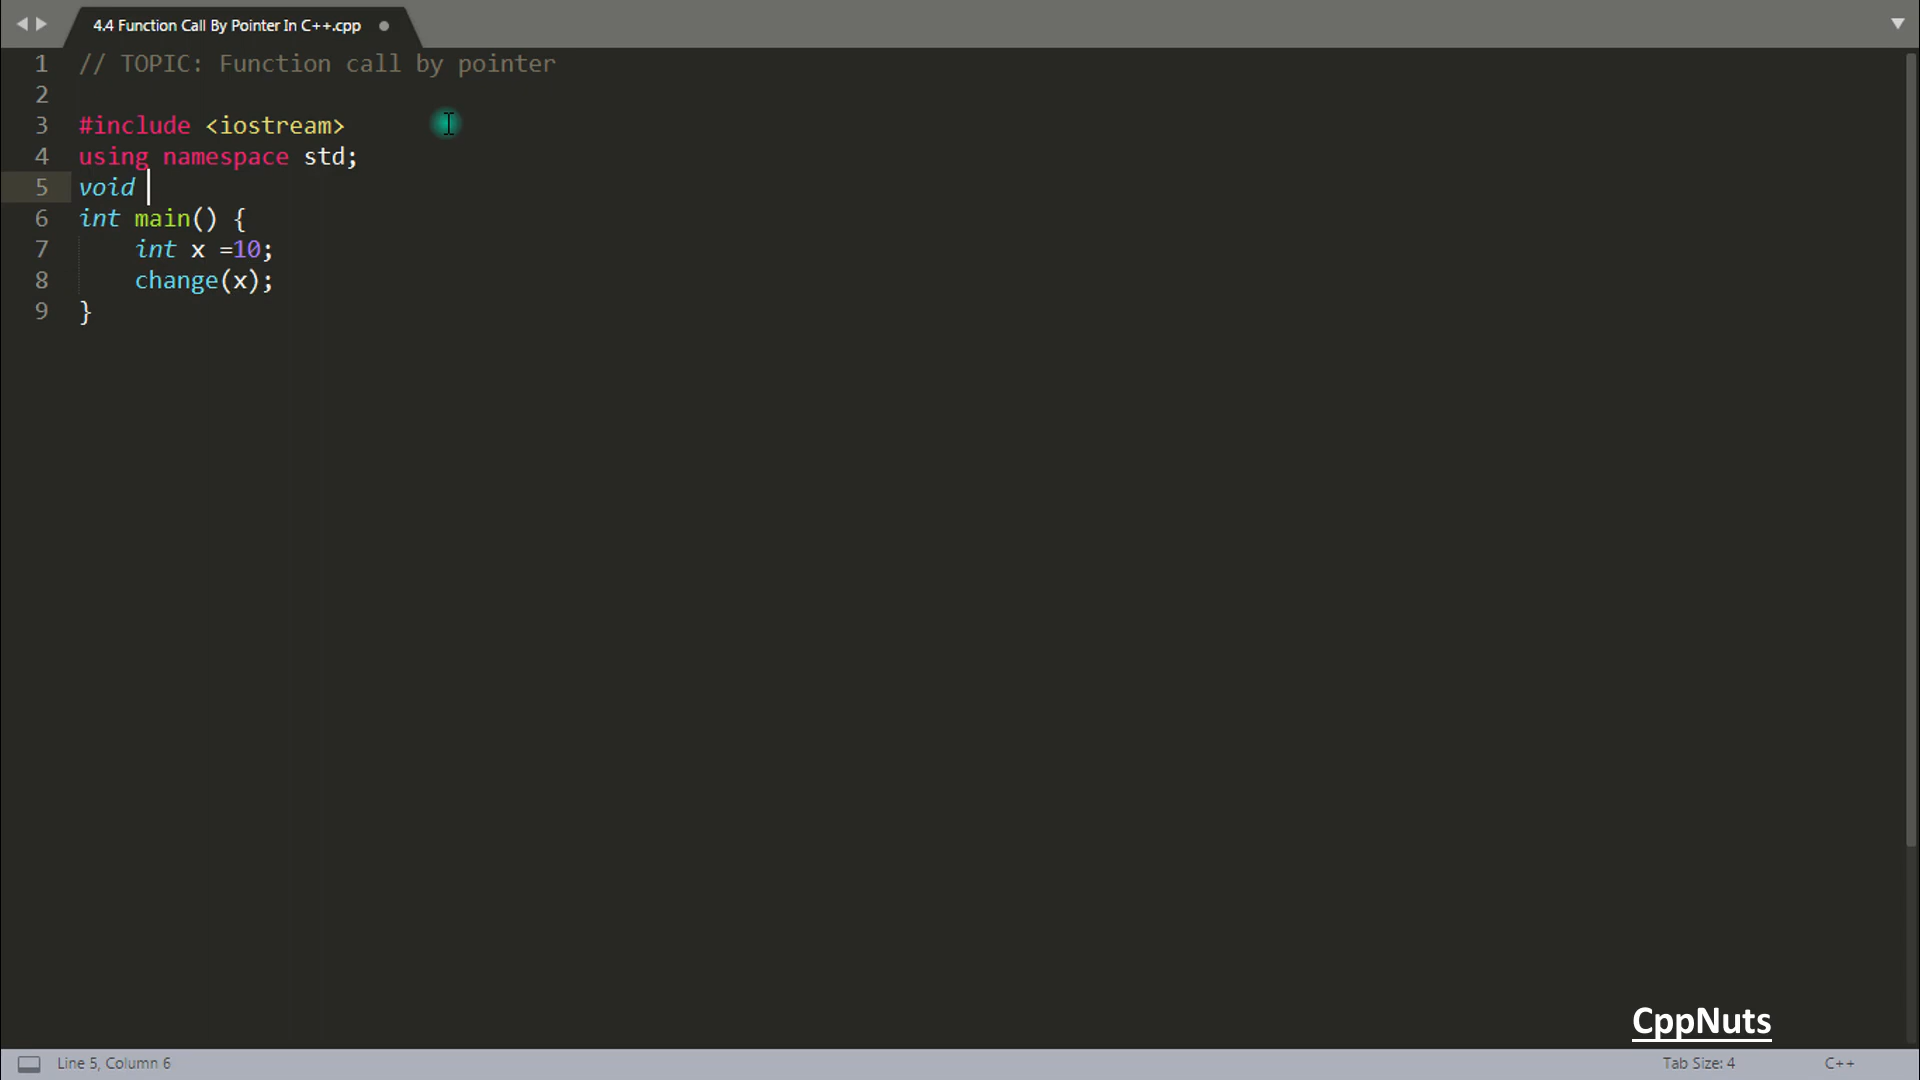 4.4 Function Call By Pointer In C++.cpp
1 // TOPIC: Function call by pointer
2
3 #include <iostream>
4 using namespace std;
5 void
6 int main() {
7     int x =10;
8     change(x);
9 }
CppNuts
Line 5, Column 6 Tab Size: 4 C++